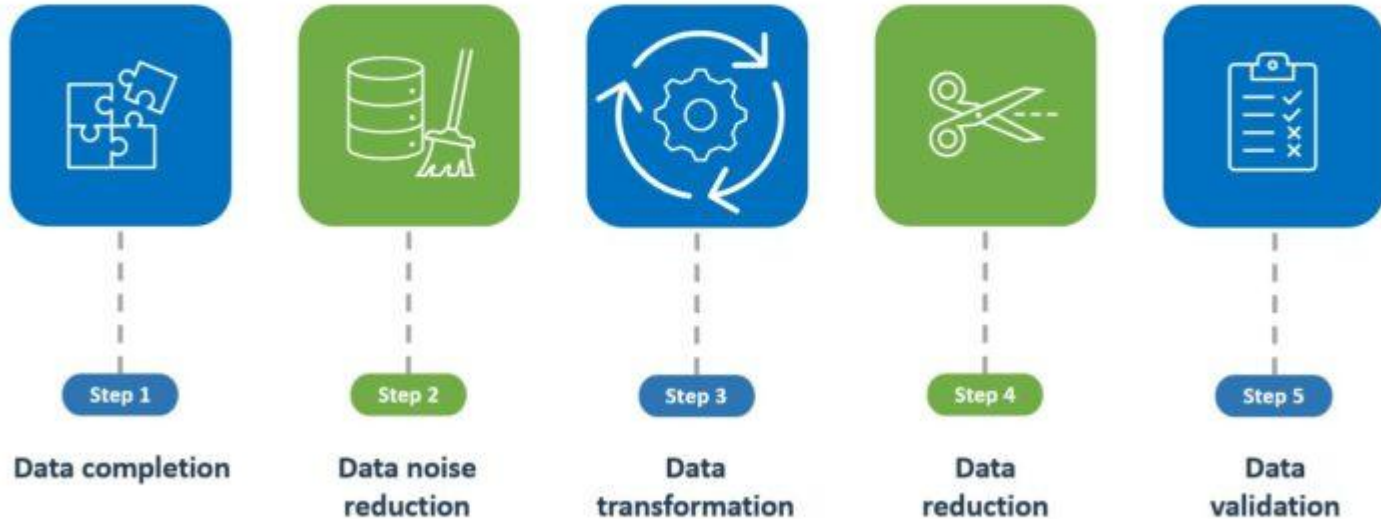 Step 1
Data completion
Step 2
Data noise
reduction
Step 3
Data
transformation
Step 4
Data
reduction
Step 5
Data
validation